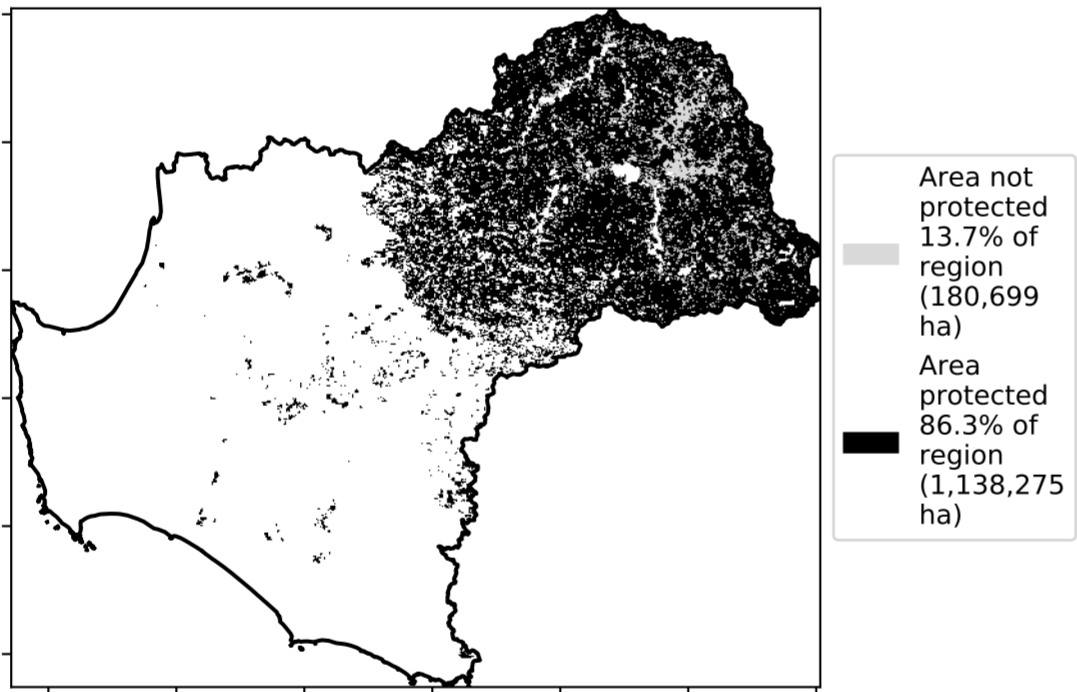 Area not
protected
13.7% of
region
(180,699
ha)
Area
protected
86.3% of
region
(1,138,275
ha)